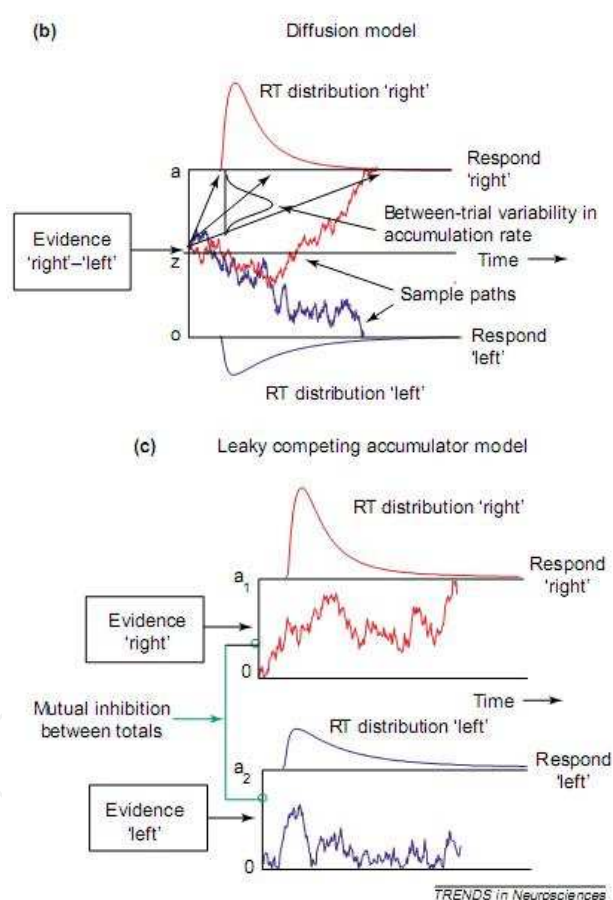 (b) Diffusion model
RT distribution 'right'
a
Respond
'right'
Between-trial variability in
accumulation rate
Evidence
'right'–'left'
z
Time
Sample paths
0
Respond
'left'
RT distribution 'left'
(c) Leaky competing accumulator model
RT distribution 'right'
a1
Respond
'right'
Evidence
'right'
0
Time
Mutual inhibition
between totals
RT distribution 'left'
a2
Respond
'left'
Evidence
'left'
0
TRENDS in Neurosciences